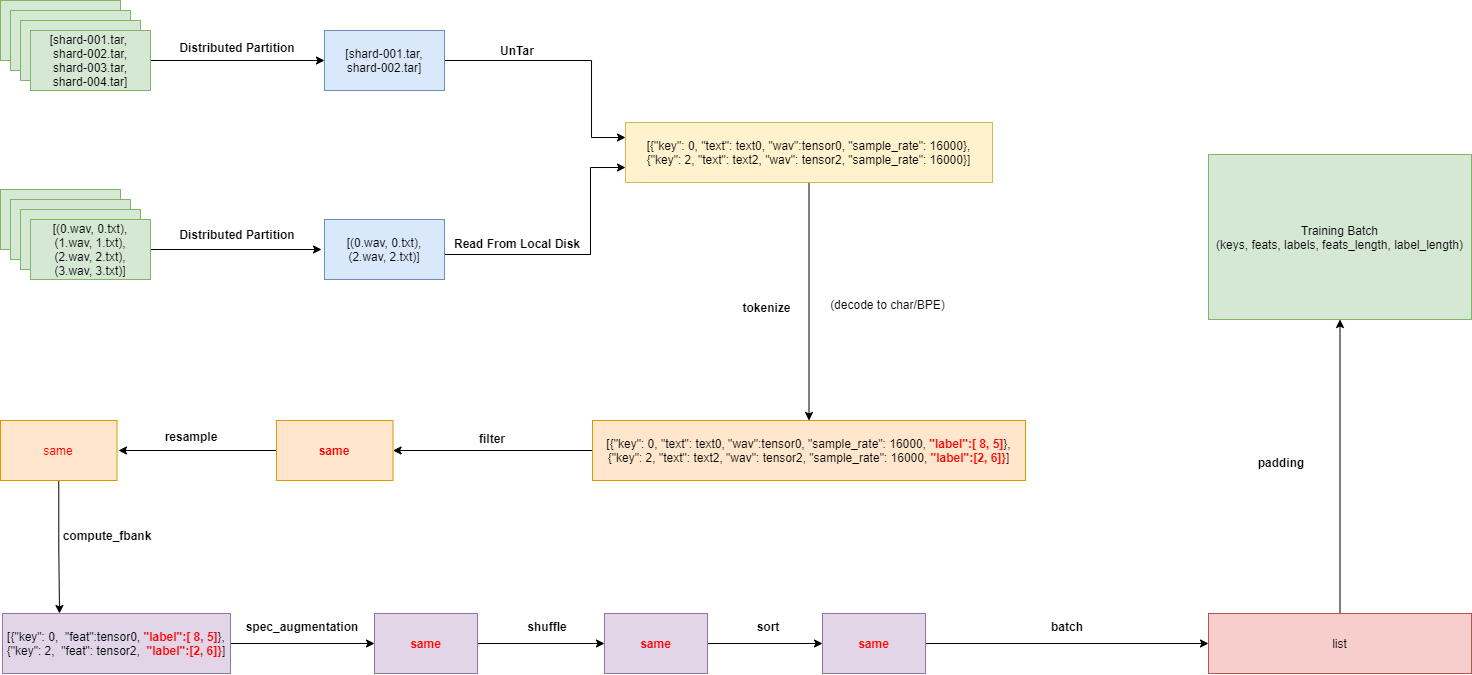 [shard-001.tar,
shard-002.tar,
shard-003.tar,
shard-004.tar]
Distributed Partition
[shard-001.tar,
shard-002.tar]
UnTar
[{"key": 0, "text": text0, "wav":tensor0, "sample_rate": 16000},
{"key": 2, "text": text2, "wav": tensor2, "sample_rate": 16000}]
[(0.wav, 0.txt),
(1.wav, 1.txt),
(2.wav, 2.txt),
(3.wav, 3.txt)]
Distributed Partition
[(0.wav, 0.txt),
(2.wav, 2.txt)]
Read From Local Disk
Training Batch
(keys, feats, labels, feats_length, label_length)
tokenize
(decode to char/BPE)
same
resample
same
filter
[{"key": 0, "text": text0, "wav":tensor0, "sample_rate": 16000, "label":[ 8, 5]},
{"key": 2, "text": text2, "wav": tensor2, "sample_rate": 16000, "label":[2, 6]}]
padding
compute_fbank
[{"key": 0,  "feat":tensor0, "label":[ 8, 5]},
{"key": 2,  "feat": tensor2,  "label":[2, 6]}]
spec_augmentation
same
shuffle
same
sort
same
batch
list